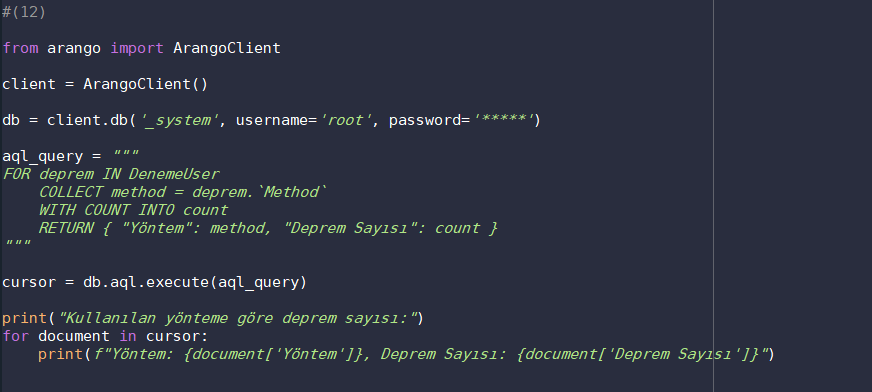 #(12)
from arango import ArangoClient
client = ArangoClient()
db = client.db('_system', username='root', password='*****')
aql_query = """
FOR deprem IN DenemeUser
    COLLECT method = deprem.`Method`
    WITH COUNT INTO count
    RETURN { "Yöntem": method, "Deprem Sayısı": count }
"""
cursor = db.aql.execute(aql_query)
print("Kullanılan yönteme göre deprem sayısı:")
for document in cursor:
    print(f"Yöntem: {document['Yöntem']}, Deprem Sayısı: {document['Deprem Sayısı']}")